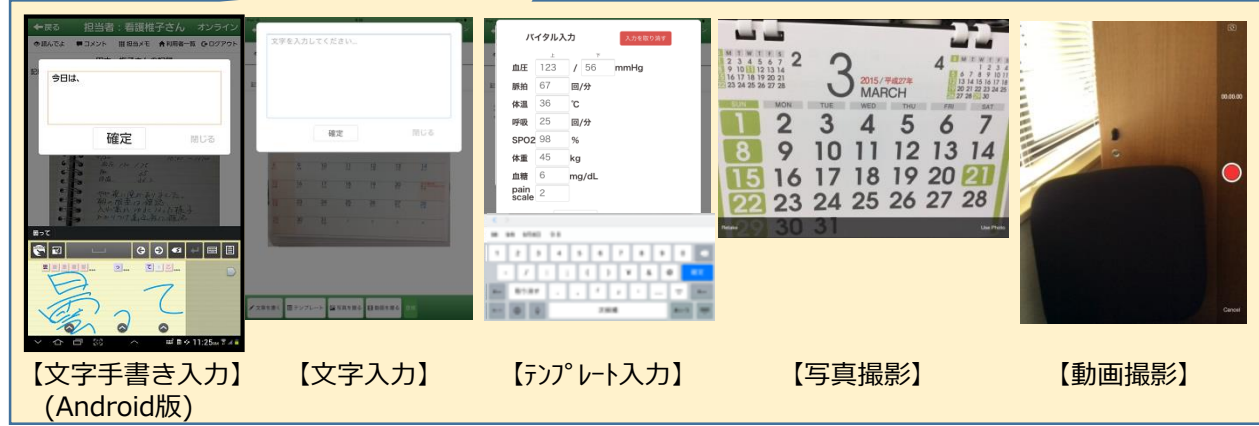 戻る 担当者：看護椎子さん オンライン
読んでよ コメント 担当メモ 利用者一覧 ログアウト
今日は、
確定 閉じる
曇って
曇って
11:25
文字を入力してください...
確定 閉じる
文字を書く テンプレート 写真を撮る 動画を撮る
バイタル入力 入力を取り消す
血圧 123 / 56 mmHg
脈拍 67 回/分
体温 36 ℃
呼吸 25 回/分
SPO2 98 %
体重 45 kg
血糖 6 mg/dL
pain scale 2
2 3 2015/平成27年 MARCH 4
SUN MON TUE WED THU FRI SAT
1 2 3 4 5 6 7
8 9 10 11 12 13 14
15 16 17 18 19 20 21
22 23 24 25 26 27 28
30 31
Retake Use Photo
00:00:00
Cancel
【文字手書き入力】
(Android版)
【文字入力】
【ﾃﾝﾌﾟﾚｰﾄ入力】
【写真撮影】
【動画撮影】